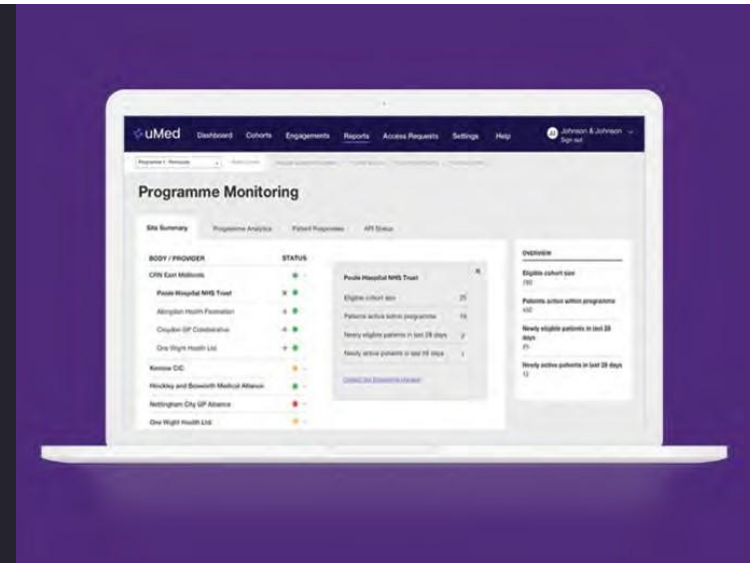 uMed Dashboard Cohorts Engagements Reports Access Requests Settings Help JJ Johnson & Johnson
Sign out
Programme Monitoring
Site Summary Programme Analytics Patient Responses API Status
BODY / PROVIDER STATUS
CRN East Midlands
Poole Hospital NHS Trust
Abingdon Health Federation
Croydon GP Collaborative
One Wight Health Ltd
Kernow CIC
Hinckley and Bosworth Medical Alliance
Nottingham City GP Alliance
One Wight Health Ltd
Poole Hospital NHS Trust
Eligible cohort size 25
Patients active within programme
Newly eligible patients in last 28 days 2
Newly active patients in last 28 days 1
OVERVIEW
Eligible cohort size
Patients active within programme
Newly eligible patients in last 28
days
Newly active patients in last 28 days
12